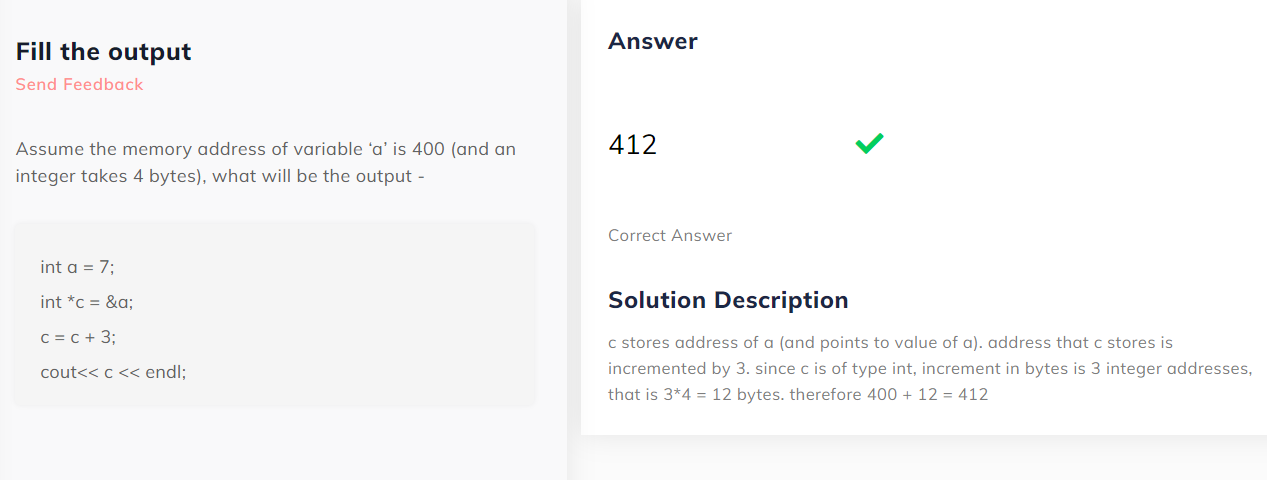 Fill the output
Send Feedback
Assume the memory address of variable ‘a’ is 400 (and an
integer takes 4 bytes), what will be the output -
int a = 7;
int *c = &a;
c = c + 3;
cout<< c << endl;
Answer
412
Correct Answer
Solution Description
c stores address of a (and points to value of a). address that c stores is
incremented by 3. since c is of type int, increment in bytes is 3 integer addresses,
that is 3*4 = 12 bytes. therefore 400 + 12 = 412